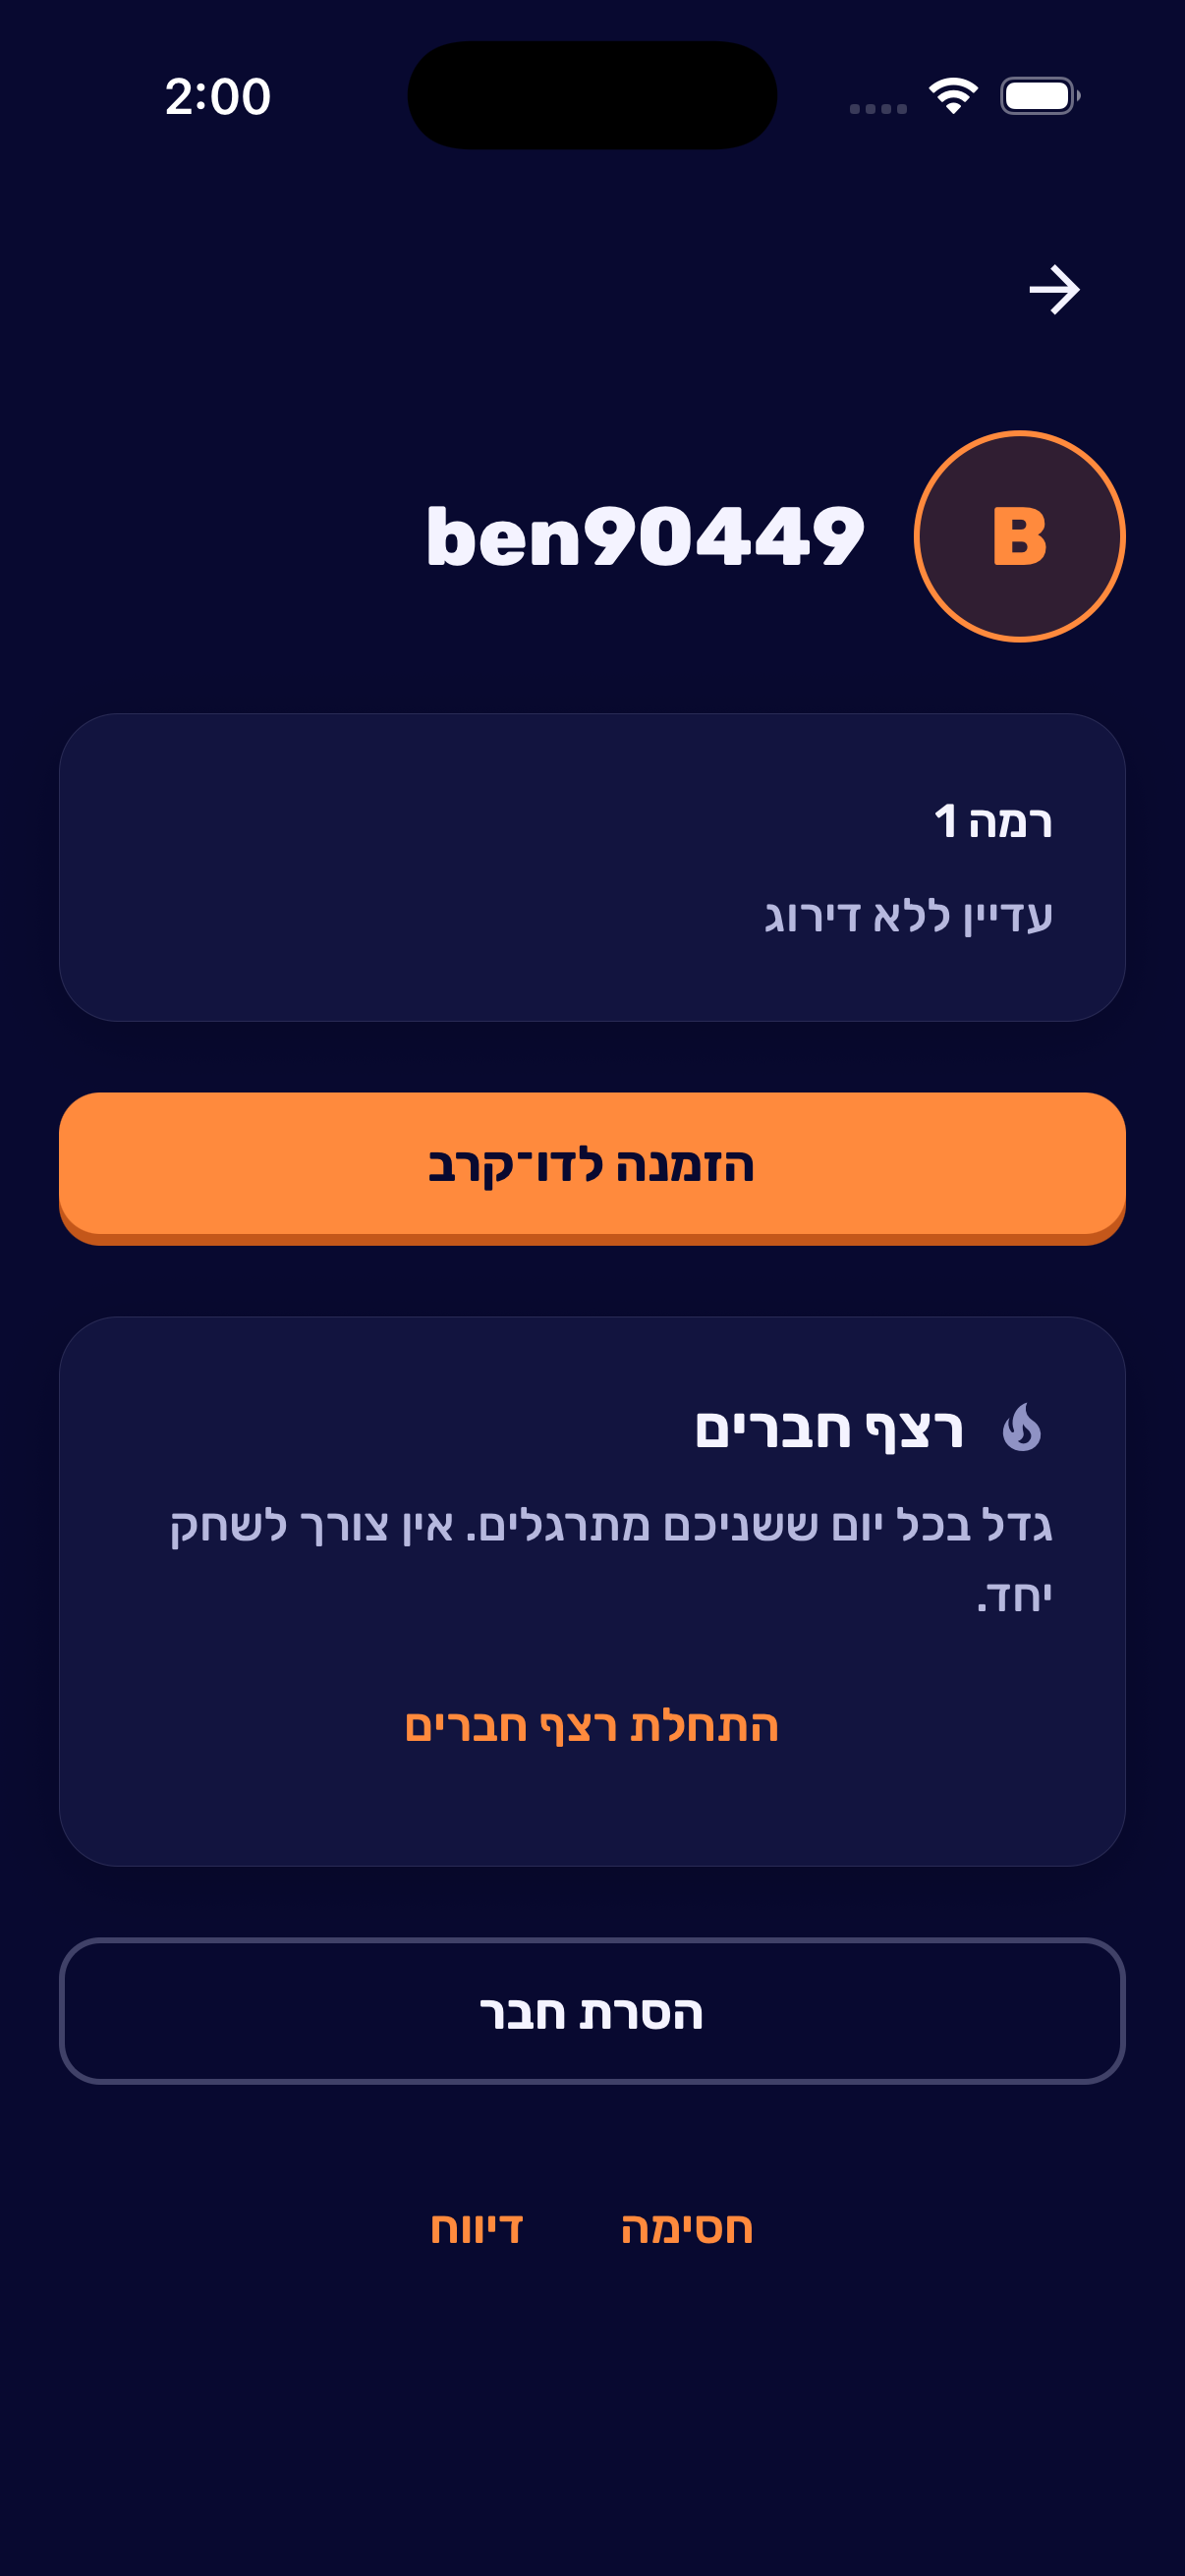 2:00
B
ben90449
רמה 1
עדיין ללא דירוג
הזמנה לדו־קרב
רצף חברים
גדל בכל יום ששניכם מתרגלים. אין צורך לשחק
יחד.
התחלת רצף חברים
הסרת חבר
חסימה דיווח